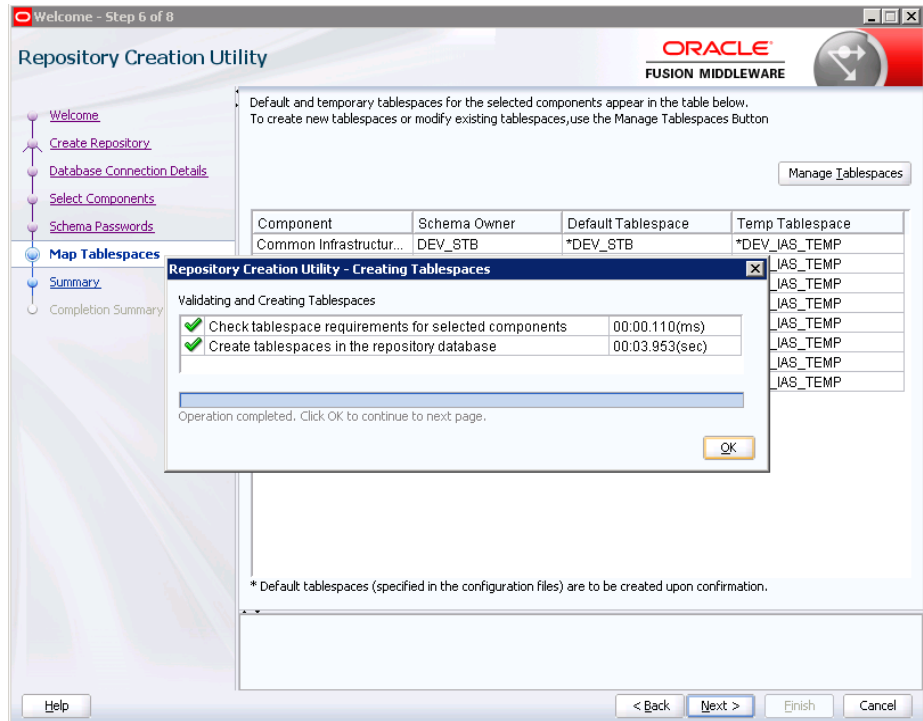 Welcome - Step 6 of 8
Repository Creation Utility
ORACLE
FUSION MIDDLEWARE
Welcome
Create Repository
Database Connection Details
Select Components
Schema Passwords
Map Tablespaces
Summary
Completion Summary
Default and temporary tablespaces for the selected components appear in the table below.
To create new tablespaces or modify existing tablespaces,use the Manage Tablespaces Button
Manage Tablespaces
Component Schema Owner Default Tablespace Temp Tablespace
Common Infrastructur... DEV_STB *DEV_STB *DEV_IAS_TEMP
_IAS_TEMP
_IAS_TEMP
_IAS_TEMP
_IAS_TEMP
_IAS_TEMP
_IAS_TEMP
_IAS_TEMP
Repository Creation Utility - Creating Tablespaces
Validating and Creating Tablespaces
Check tablespace requirements for selected components 00:00.110(ms)
Create tablespaces in the repository database 00:03.953(sec)
Operation completed. Click OK to continue to next page.
OK
* Default tablespaces (specified in the configuration files) are to be created upon confirmation.
Help
< Back
Next >
Finish
Cancel